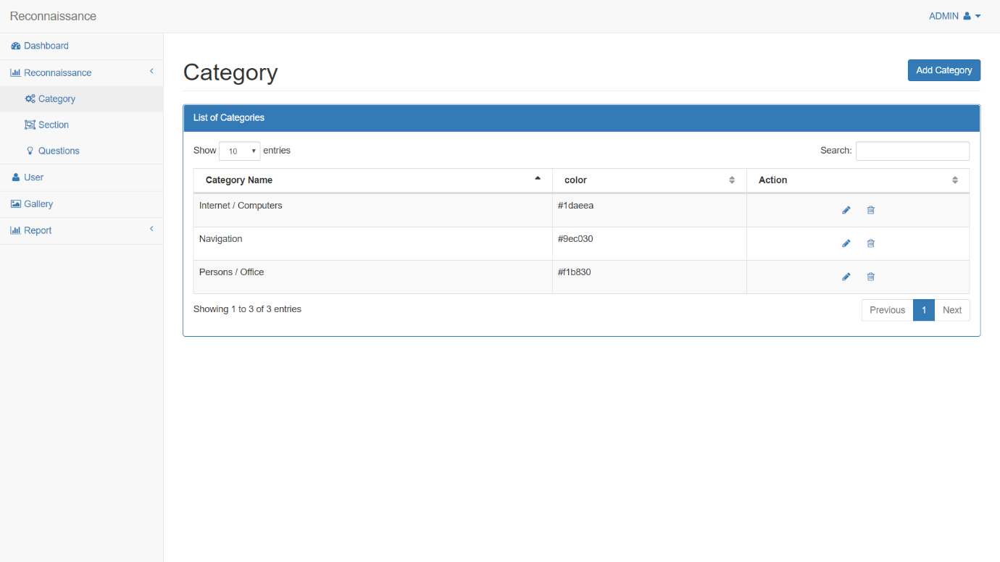 Reconnaissance
ADMIN
Dashboard
Reconnaissance
Category
Section
Questions
User
Gallery
Report
Category
Add Category
List of Categories
Show 10 entries
Search:
Category Name color Action
Internet / Computers #1daeea
Navigation #9ec030
Persons / Office #f1b830
Showing 1 to 3 of 3 entries
Previous 1 Next